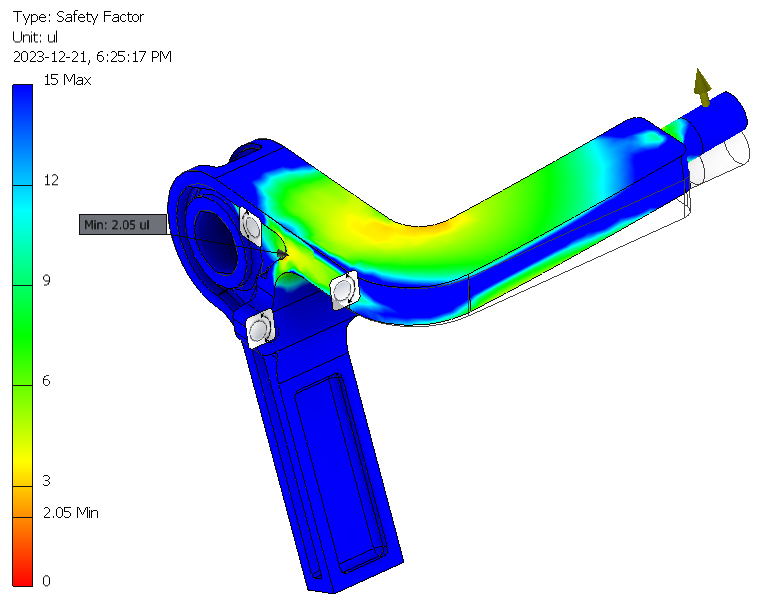 Type: Safety Factor
Unit: ul
2023-12-21, 6:25:17 PM
15 Max
12
Min: 2.05 ul
9
6
3
2.05 Min
0